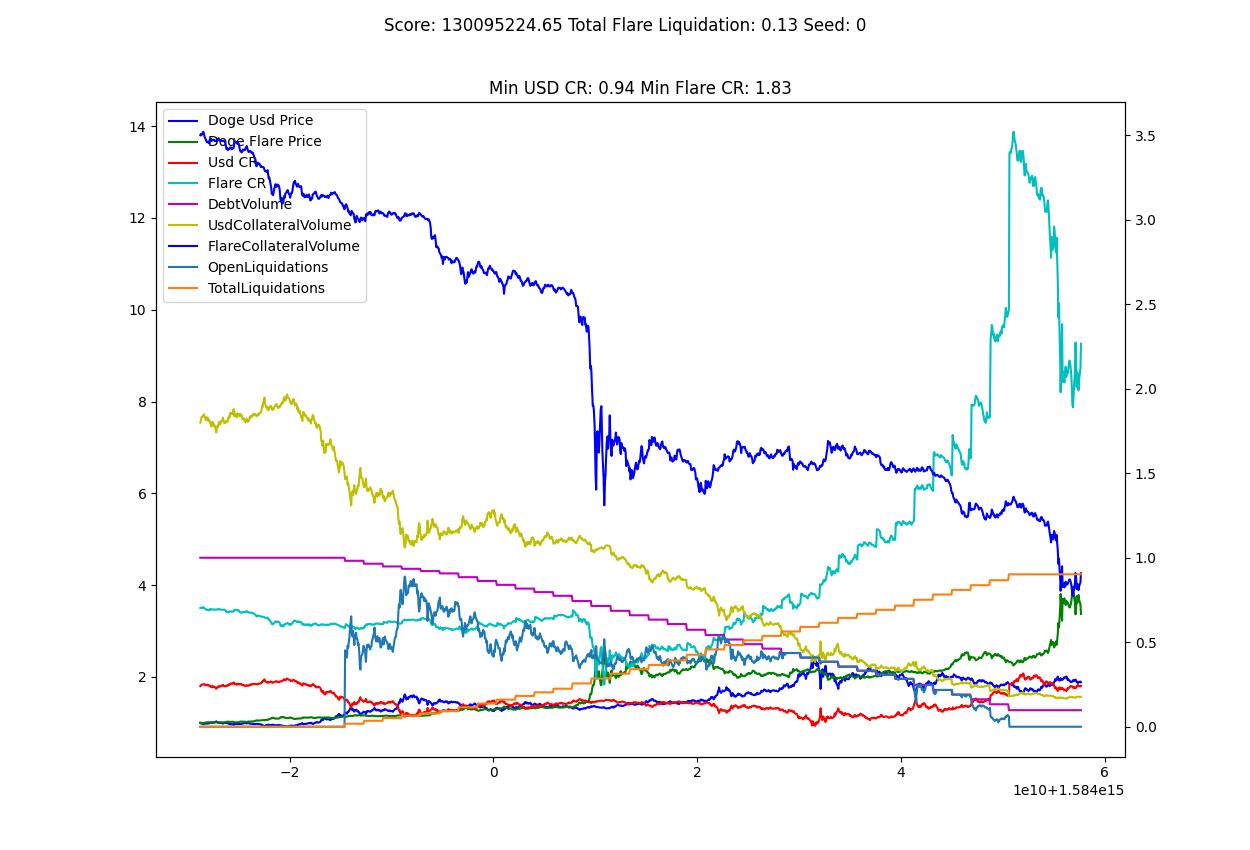 Score: 130095224.65 Total Flare Liquidation: 0.13 Seed: 0
Min USD CR: 0.94 Min Flare CR: 1.83
Doge Usd Price
Doge Flare Price
Usd CR
Flare CR
DebtVolume
UsdCollateralVolume
FlareCollateralVolume
OpenLiquidations
TotalLiquidations
14
12
10
8
6
4
2
3.5
3.0
2.5
2.0
1.5
1.0
0.5
0.0
−2
0
2
4
6
1e10+1.584e15